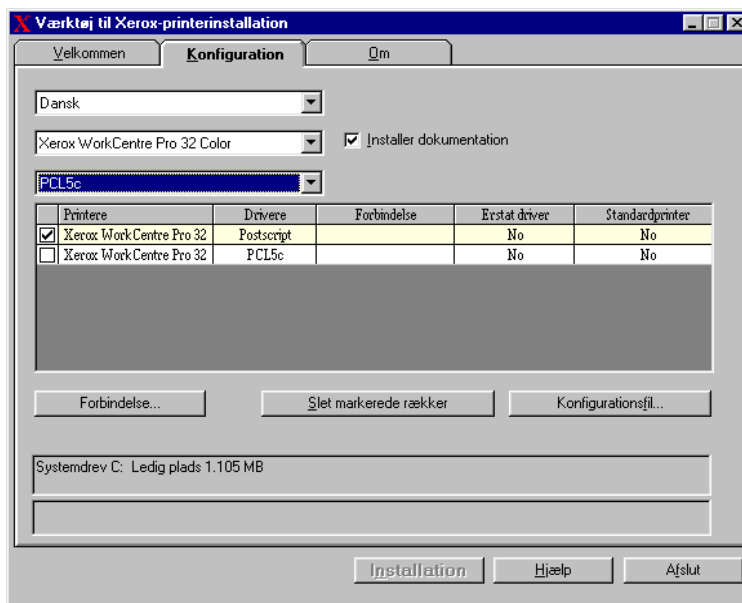 Værktøj til Xerox-printerinstallation
Velkommen Konfiguration Om
Dansk
Xerox WorkCentre Pro 32 Color Installer dokumentation
PCL5c
Printere Drivere Forbindelse Erstat driver Standardprinter
Xerox WorkCentre Pro 32 Postscript No No
Xerox WorkCentre Pro 32 PCL5c No No
Forbindelse... Slet markerede rækker Konfigurationsfil...
Systemdrev C: Ledig plads 1.105 MB
Installation Hjælp Afslut